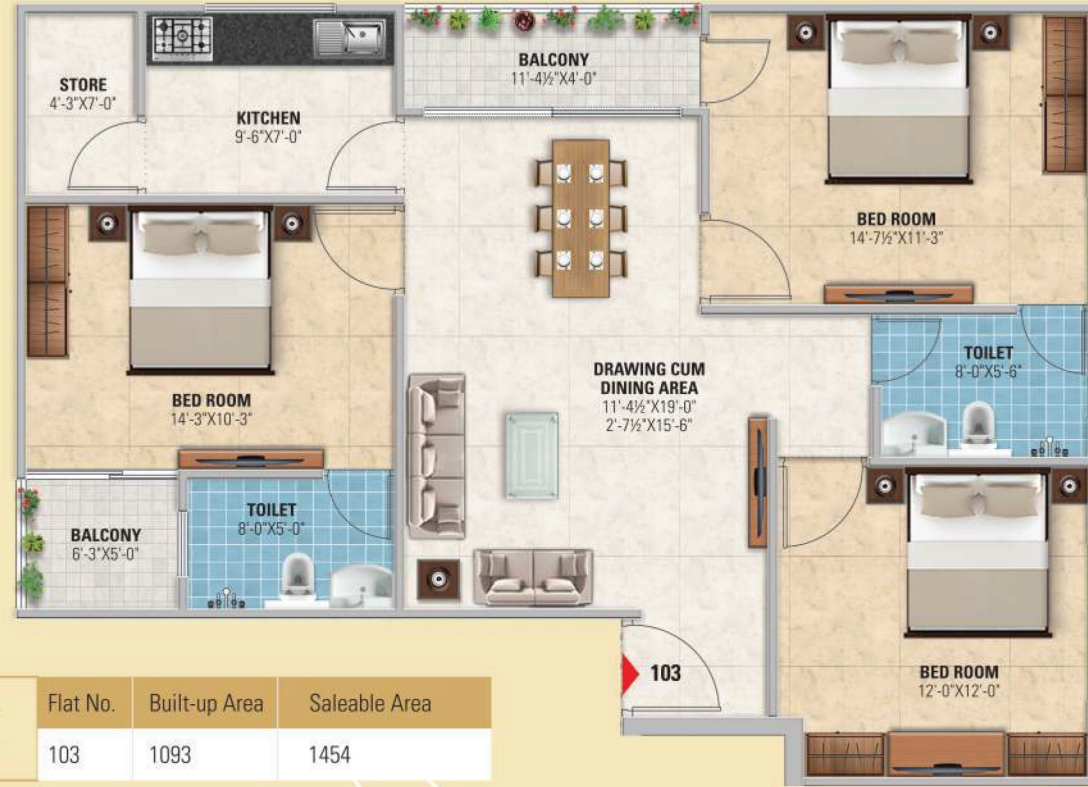 STORE
4'-3"X7'-0"
KITCHEN
9'-6"X7'-0"
BALCONY
11'-4½"X4'-0"
BED ROOM
14'-7½"X11'-3"
BED ROOM
14'-3"X10'-3"
DRAWING CUM
DINING AREA
11'-4½"X19'-0"
2'-7½"X15'-6"
TOILET
8'-0"X5'-6"
BALCONY
6'-3"X5'-0"
TOILET
8'-0"X5'-0"
103
BED ROOM
12'-0"X12'-0"
Flat No. Built-up Area Saleable Area
103 1093 1454